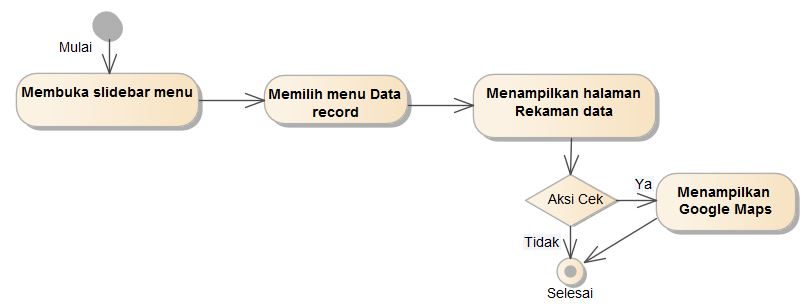 Mulai
Membuka slidebar menu
Memilih menu Data
record
Menampilkan halaman
Rekaman data
Aksi Cek
Ya
Menampilkan
Google Maps
Tidak
Selesai